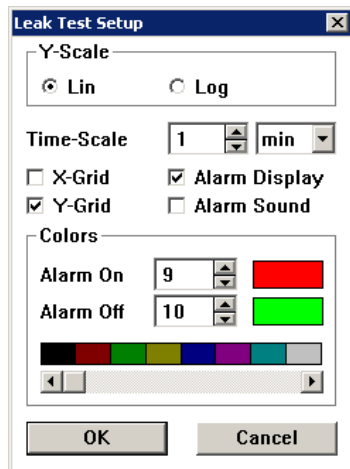 Leak Test Setup
Y-Scale
Lin Log
Time-Scale 1 min
X-Grid Alarm Display
Y-Grid Alarm Sound
Colors
Alarm On 9
Alarm Off 10
OK Cancel